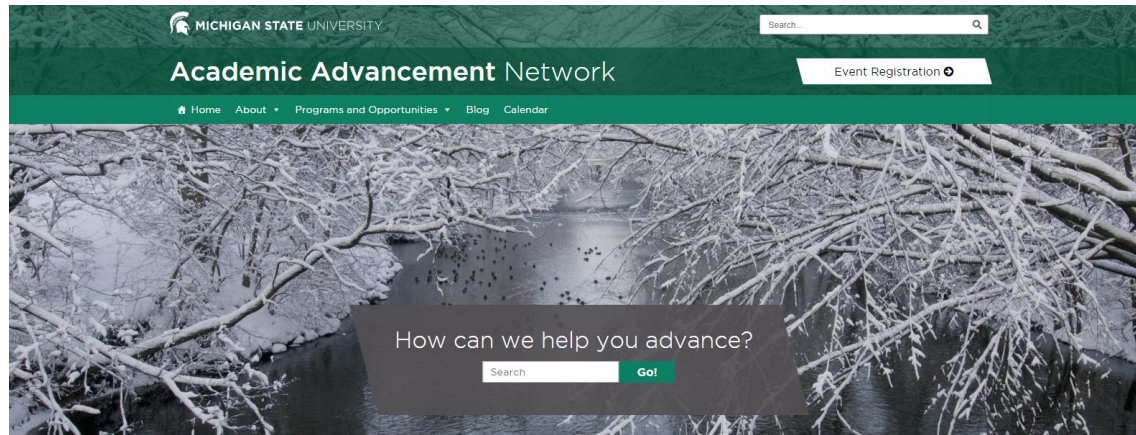 MICHIGAN STATE UNIVERSITY
Search...
Academic Advancement Network
Event Registration
Home About Programs and Opportunities Blog Calendar
How can we help you advance?
Search Go!